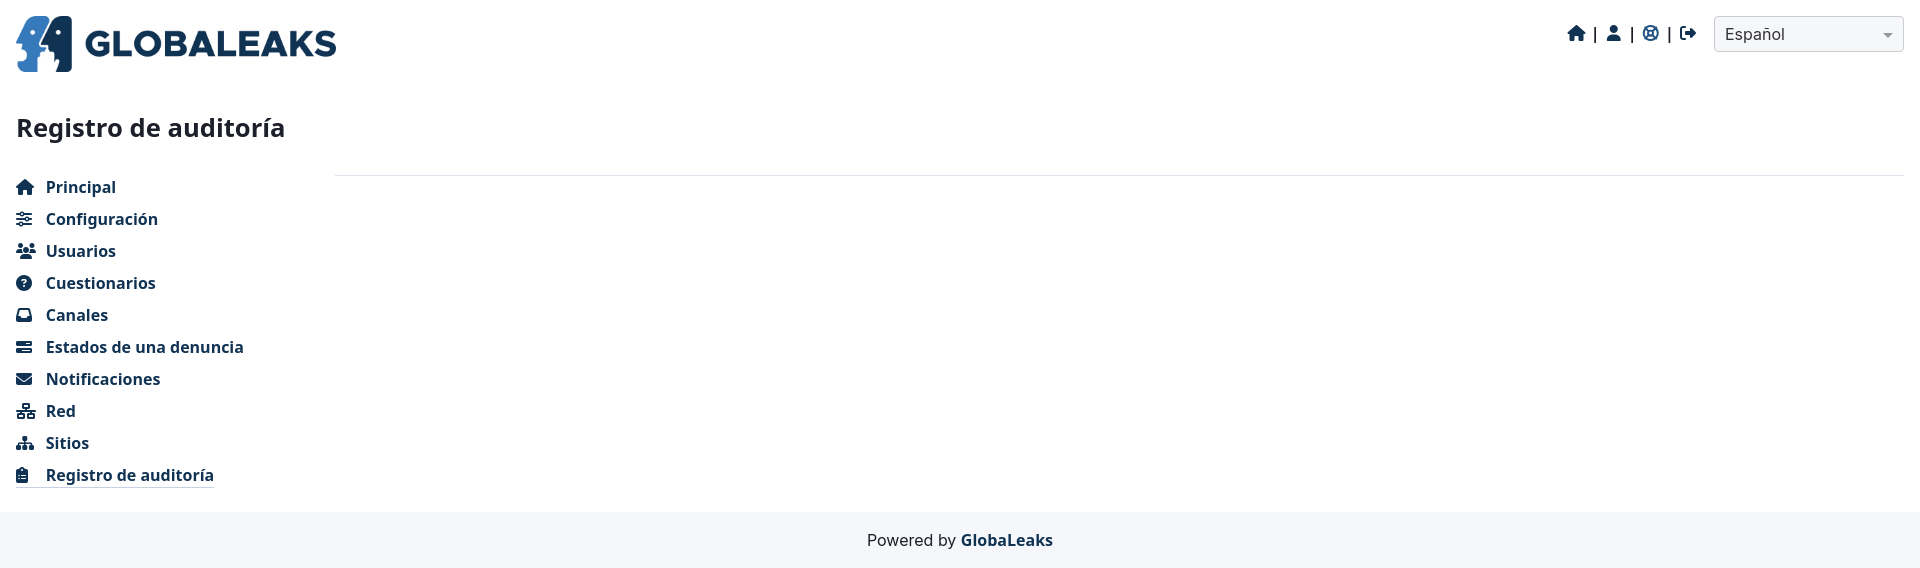 GLOBALEAKS
| | |
Español
Registro de auditoría
Principal
Configuración
Usuarios
Cuestionarios
Canales
Estados de una denuncia
Notificaciones
Red
Sitios
Registro de auditoría
Powered by GlobaLeaks